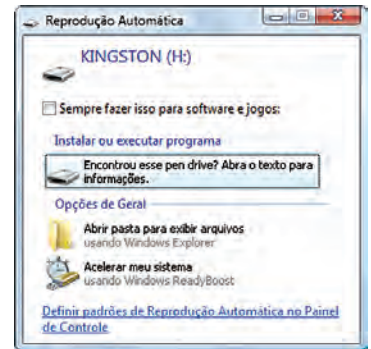 Reprodução Automática
KINGSTON (H:)
Sempre fazer isso para software e jogos:
Instalar ou executar programa
Encontrou esse pen drive? Abra o texto para
informações.
Opções de Geral
Abrir pasta para exibir arquivos
usando Windows Explorer
Acelerar meu sistema
usando Windows ReadyBoost
Definir padrões de Reprodução Automática no Painel
de Controle